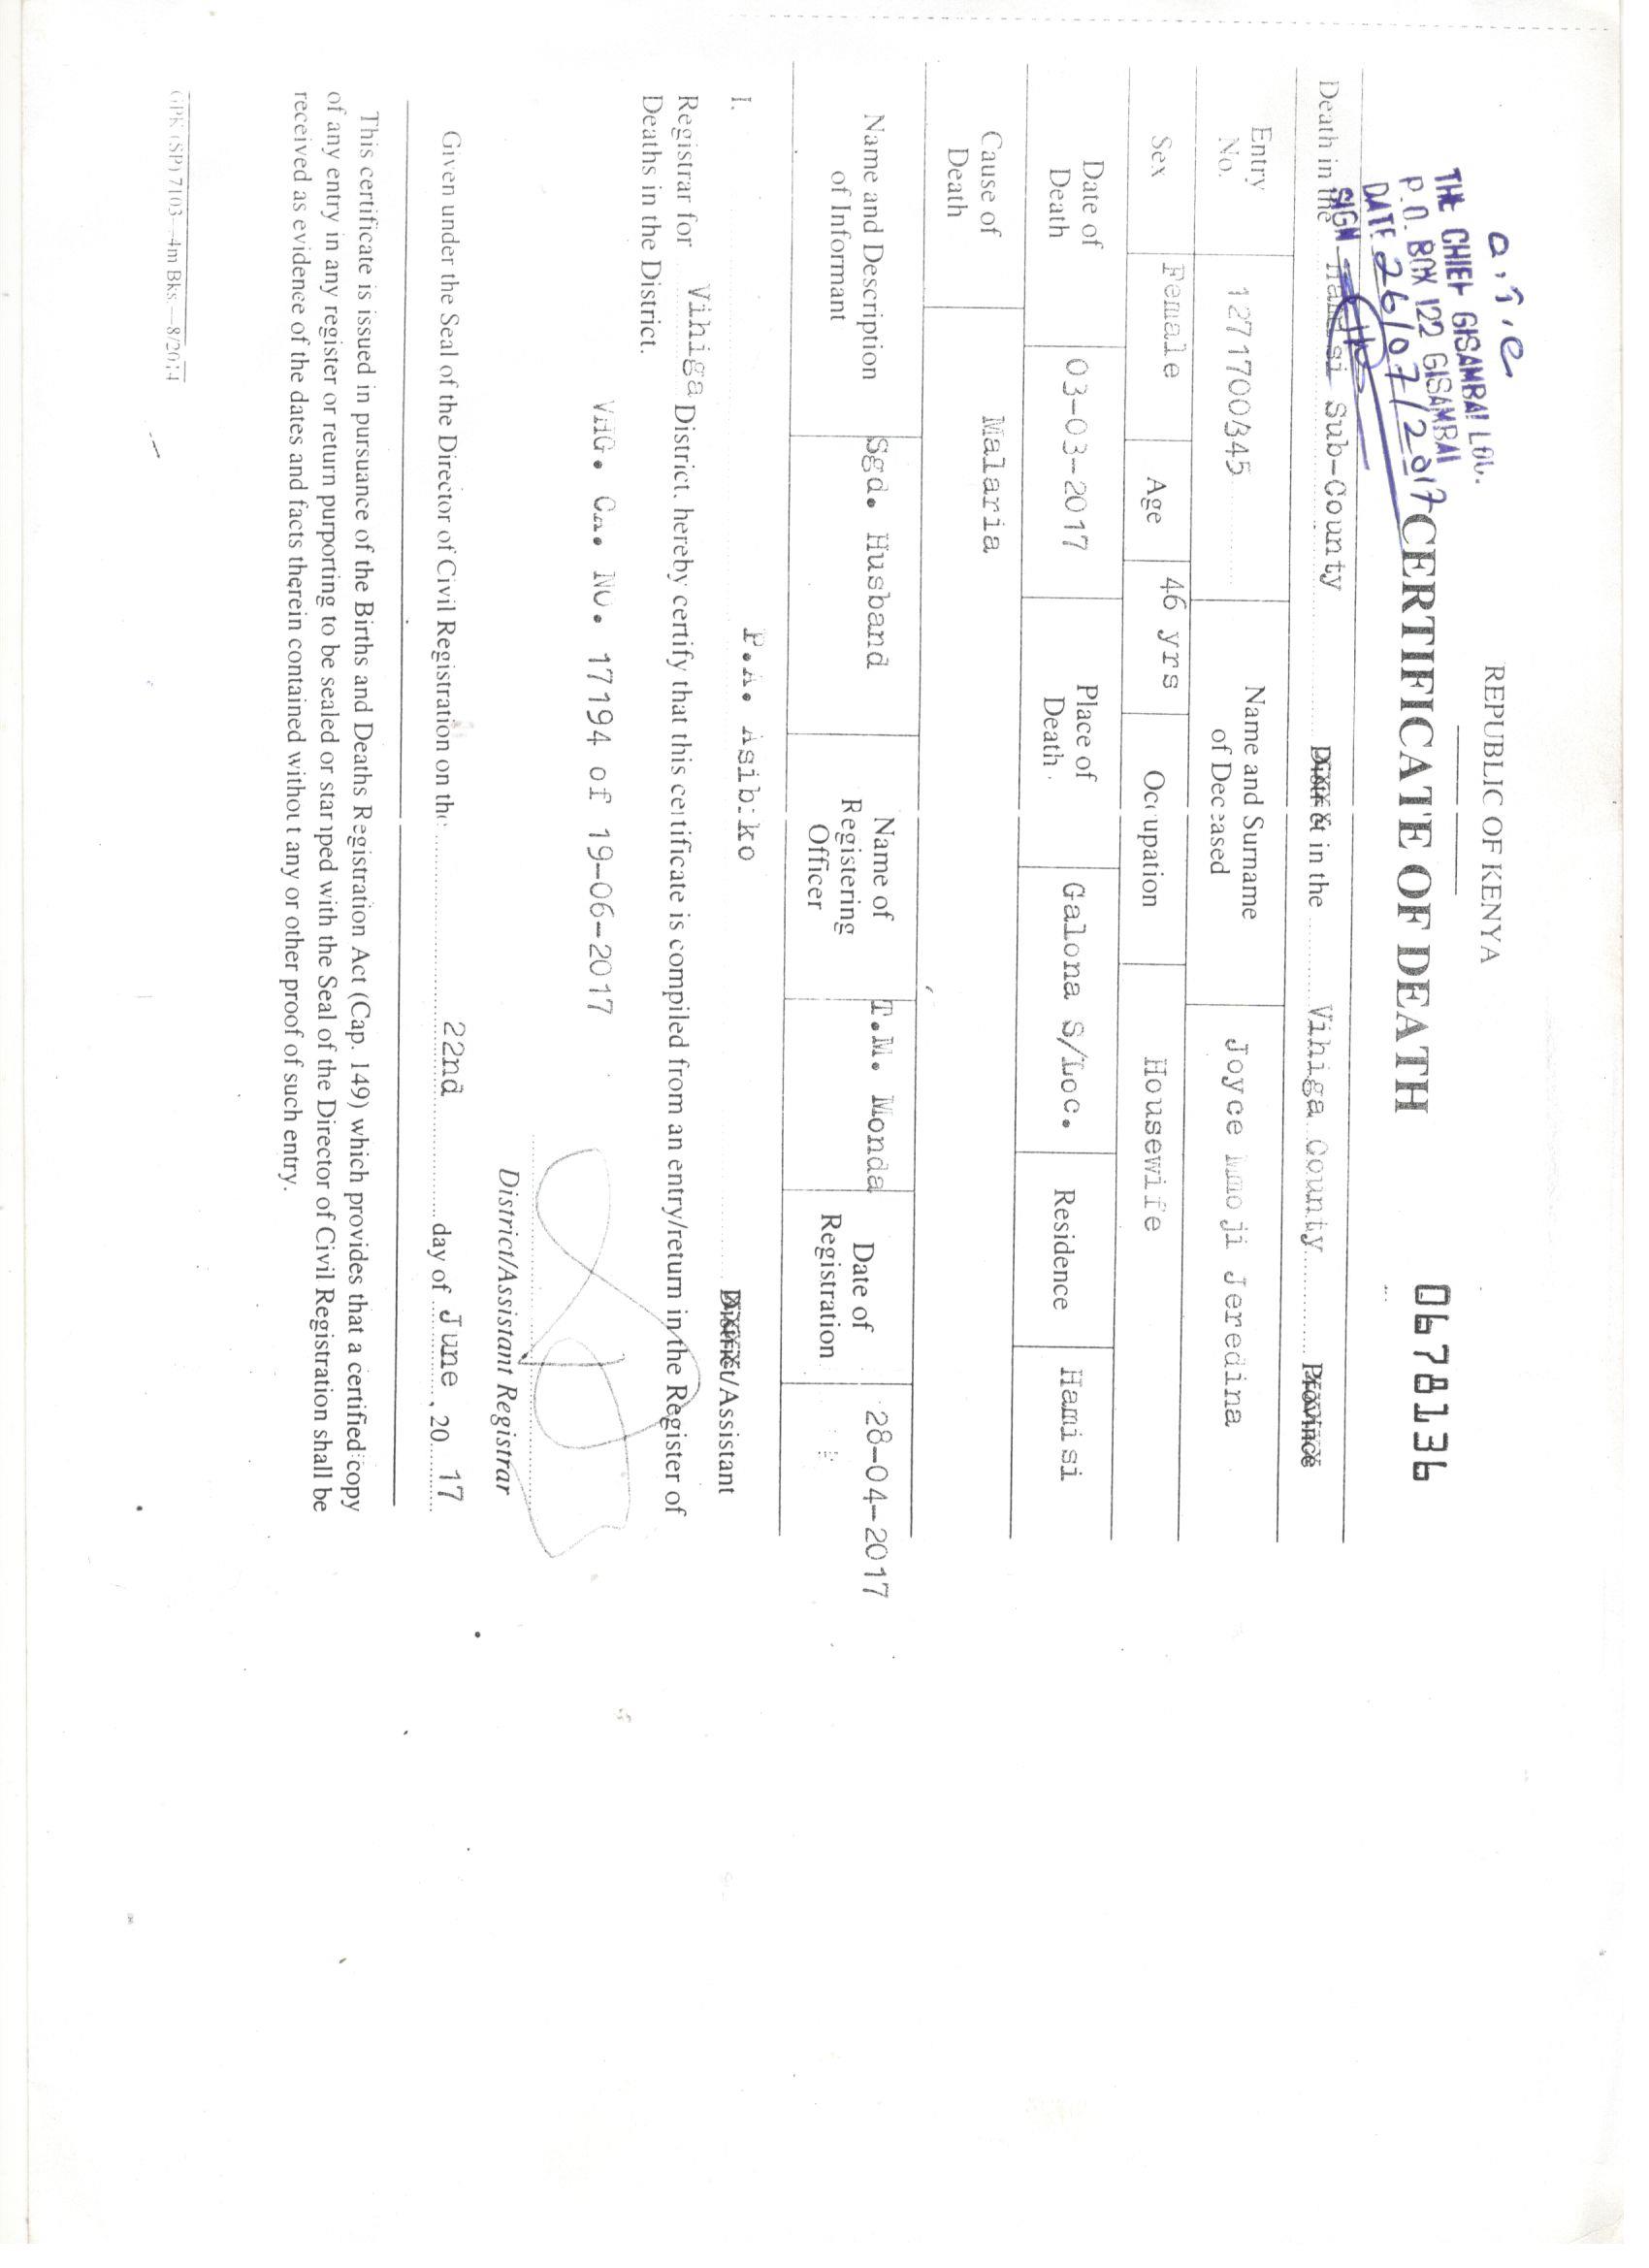 REPUBLIC OF KENYA
THE CHIEF GISAMBAI LOC.
P.O. BOX 122 GISAMBAI
DATE 26/07/2017
SIGN
CERTIFICATE OF DEATH
0678136
Death in the Hamisi Sub-County District in the Vihiga County Province
Entry No. 1271700345 Name and Surname of Deceased Joyce Mmoji Jeredina
Sex Female Age 46 yrs Occupation Housewife
Date of Death 03-03-2017 Place of Death Galona S/Loc. Residence Hamisi
Cause of Death Malaria
Name and Description of Informant Sgd. Husband Name of Registering Officer T.M. Monda Date of Registration 28-04-2017
I, P.A. Asibiko District/Assistant
Registrar for Vihiga District, hereby certify that this certificate is compiled from an entry/return in the Register of
Deaths in the District.
VHG. Ca. NO. 17194 of 19-06-2017
District/Assistant Registrar
Given under the Seal of the Director of Civil Registration on the 22nd day of June, 20 17
This certificate is issued in pursuance of the Births and Deaths Registration Act (Cap. 149) which provides that a certified copy
of any entry in any register or return purporting to be sealed or stamped with the Seal of the Director of Civil Registration shall be
received as evidence of the dates and facts therein contained without any or other proof of such entry.
GPK (SP) 7103—4m Bks.—8/2014